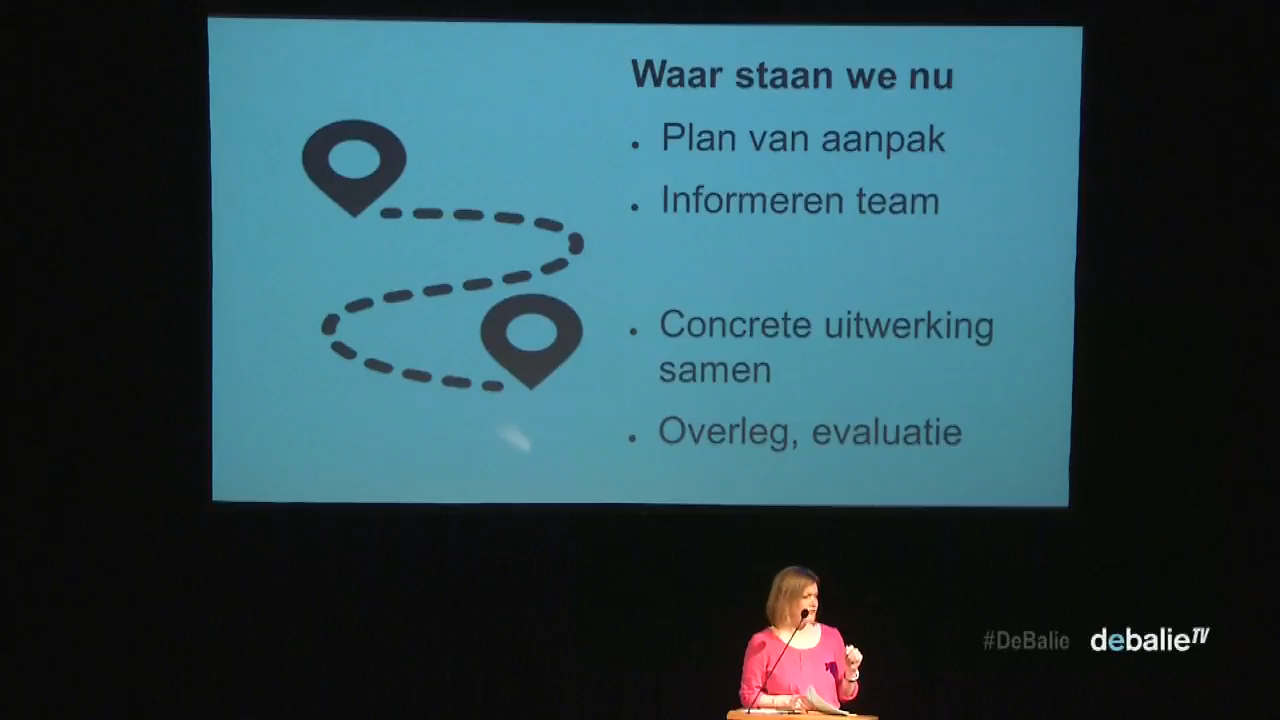 Waar staan we nu
• Plan van aanpak
• Informeren team
• Concrete uitwerking
samen
• Overleg, evaluatie
#DeBalie debalieTV